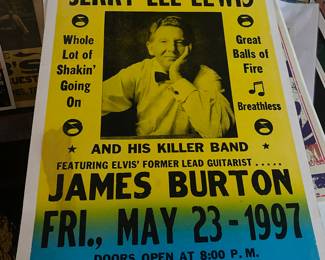 JERRY LEE LEWIS
Whole
Lot of
Shakin'
Going
On
Great
Balls of
Fire
Breathless
AND HIS KILLER BAND
FEATURING ELVIS' FORMER LEAD GUITARIST . . . . .
JAMES BURTON
FRI., MAY 23 - 1997
DOORS OPEN AT 8:00 P.M.